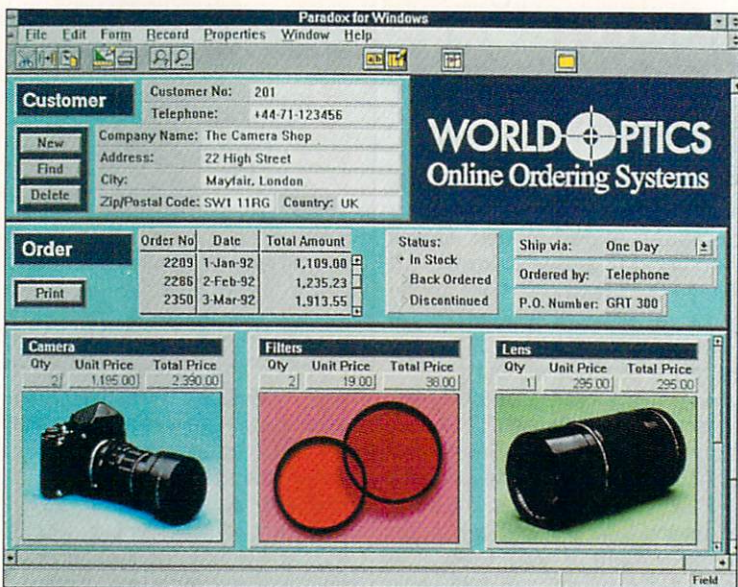 Paradox for Windows
File Edit Form Record Properties Window Help
Customer
Customer No: 201
Telephone: +44-71-123456
New
Find
Delete
Company Name: The Camera Shop
Address: 22 High Street
City: Mayfair, London
Zip/Postal Code: SW1 11RG Country: UK
WORLD OPTICS
Online Ordering Systems
Order
Print
Order No Date Total Amount
2209 1-Jan-92 1,109.00
2286 2-Feb-92 1,235.23
2350 3-Mar-92 1,913.55
Status:
In Stock
Back Ordered
Discontinued
Ship via: One Day
Ordered by: Telephone
P.O. Number: GRT 300
Camera
Qty Unit Price Total Price
2 1,195.00 2,390.00
Filters
Qty Unit Price Total Price
2 19.00 38.00
Lens
Qty Unit Price Total Price
1 295.00 295.00
Field